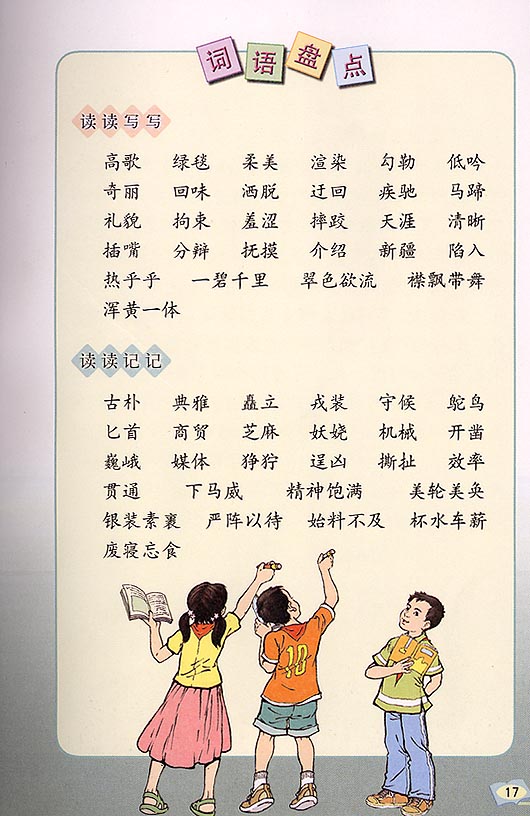 词语盘点
读读写写
高歌 绿毯 柔美 渲染 勾勒 低吟
奇丽 回味 洒脱 迂回 疾驰 马蹄
礼貌 拘束 羞涩 摔跤 天涯 清晰
插嘴 分辩 抚摸 介绍 新疆 陷入
热乎乎 一碧千里 翠色欲流 襟飘带舞
浑黄一体
读读记记
古朴 典雅 矗立 戎装 守候 鸵鸟
匕首 商贸 芝麻 妖娆 机械 开凿
巍峨 媒体 狰狞 逞凶 撕扯 效率
贯通 下马威 精神饱满 美轮美奂
银装素裹 严阵以待 始料不及 杯水车薪
废寝忘食
10
17